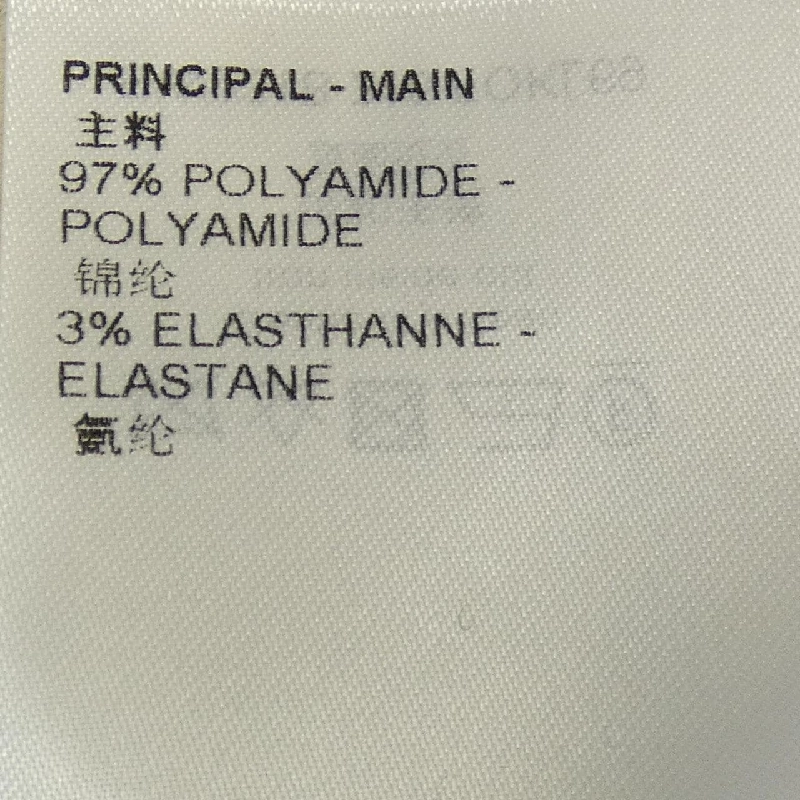 PRINCIPAL - MAIN
主料
97% POLYAMIDE -
POLYAMIDE
锦纶
3% ELASTHANNE -
ELASTANE
氨纶